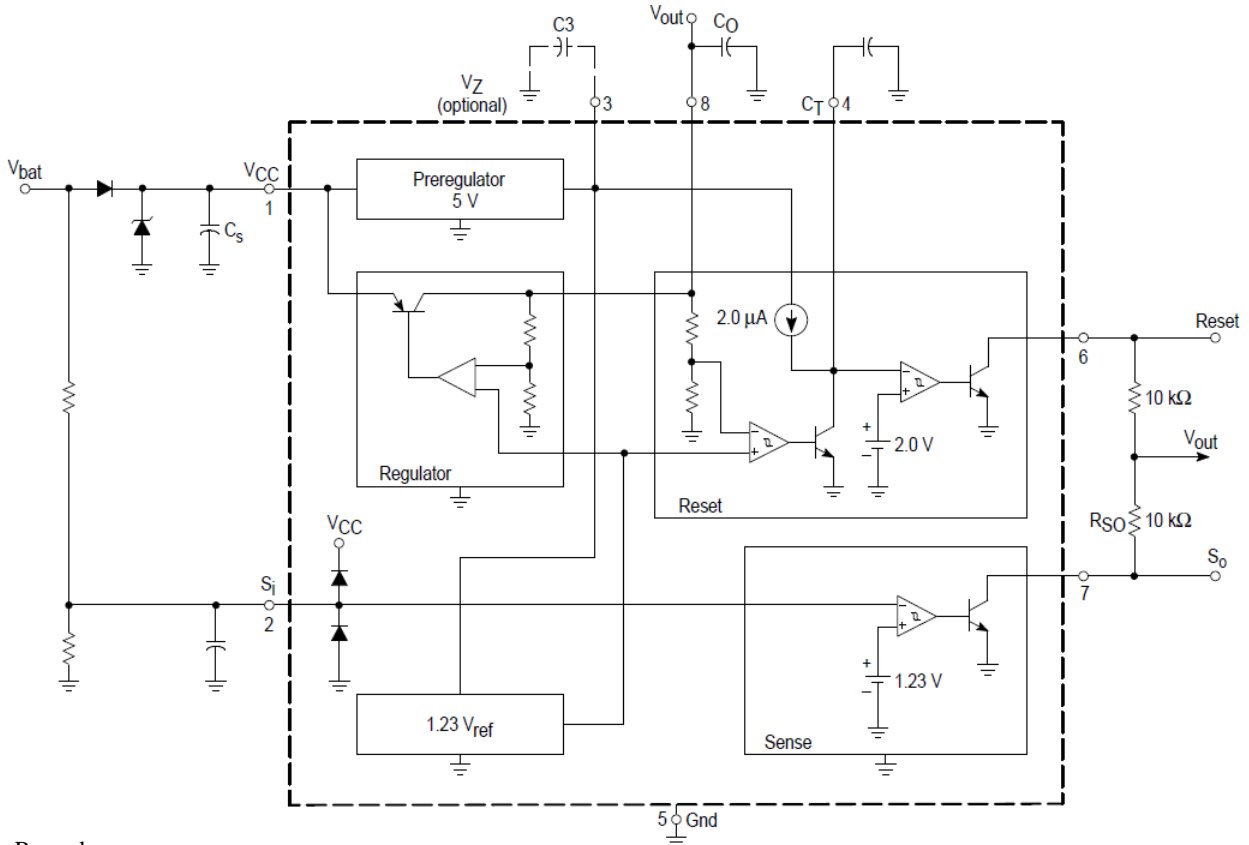 C3
Vout
CO
VZ
(optional)
3
8
CT
4
Vbat
VCC
1
Preregulator
5 V
Cs
2.0 µA
Reset
6
10 kΩ
2.0 V
Vout
Regulator
Reset
RSO
10 kΩ
VCC
Si
2
So
7
1.23 V
1.23 Vref
Sense
5
Gnd